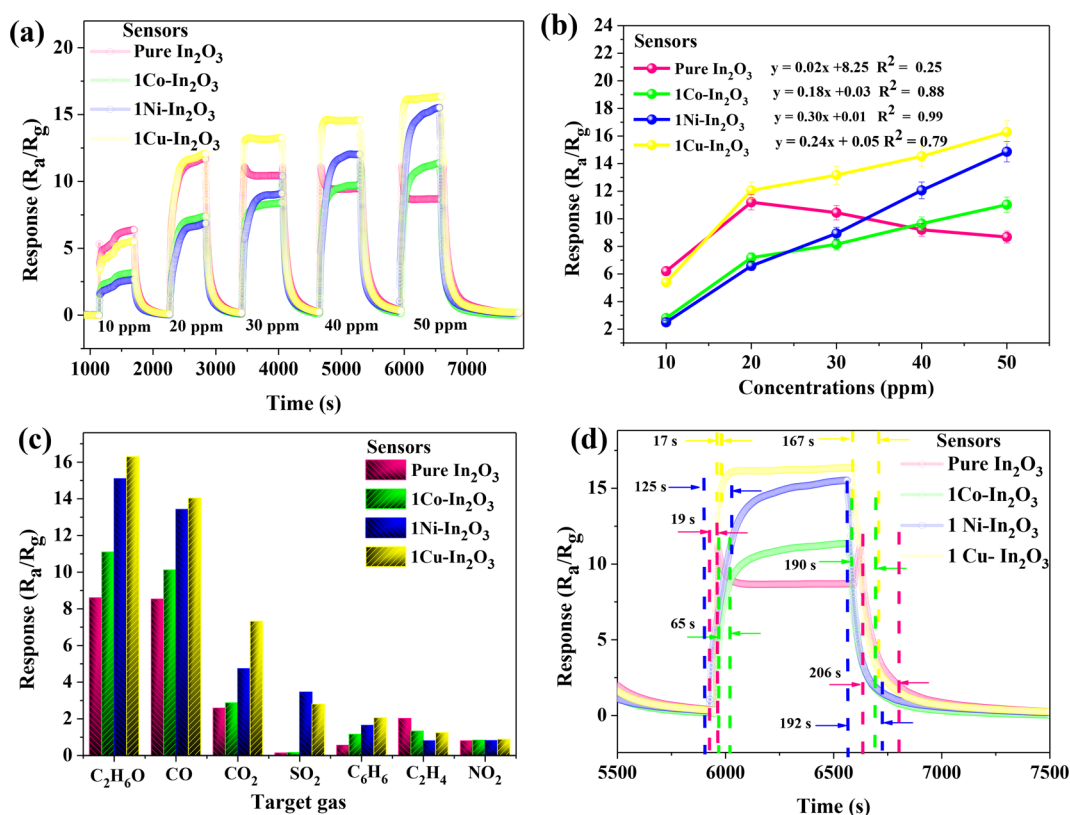 (a)
Sensors
Pure In₂O₃
1Co-In₂O₃
1Ni-In₂O₃
1Cu-In₂O₃
Response (Rₐ/R_g)
20
15
10
5
0
10 ppm
20 ppm
30 ppm
40 ppm
50 ppm
1000 2000 3000 4000 5000 6000 7000
Time (s)
(b)
Sensors
Pure In₂O₃ y = 0.02x +8.25 R² = 0.25
1Co-In₂O₃ y = 0.18x +0.03 R² = 0.88
1Ni-In₂O₃ y = 0.30x +0.01 R² = 0.99
1Cu-In₂O₃ y = 0.24x + 0.05 R² = 0.79
Response (Rₐ/R_g)
24
22
20
18
16
14
12
10
8
6
4
2
10 20 30 40 50
Concentrations (ppm)
(c)
Sensors
Pure In₂O₃
1Co-In₂O₃
1Ni-In₂O₃
1Cu-In₂O₃
Response (Rₐ/R_g)
16
14
12
10
8
6
4
2
0
C₂H₆O CO CO₂ SO₂ C₆H₆ C₂H₄ NO₂
Target gas
(d)
Sensors
Pure In₂O₃
1Co-In₂O₃
1 Ni-In₂O₃
1 Cu- In₂O₃
17 s
167 s
125 s
19 s
190 s
65 s
206 s
192 s
Response (Rₐ/R_g)
15
10
5
0
5500 6000 6500 7000 7500
Time (s)